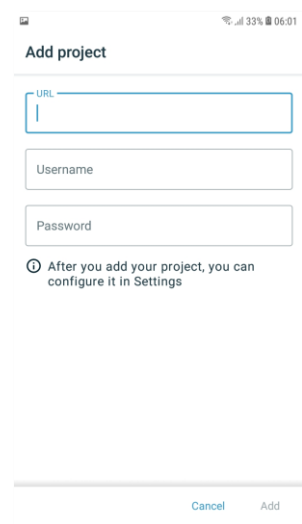 33% 06:01
Add project
URL
Username
Password
After you add your project, you can
configure it in Settings
Cancel Add